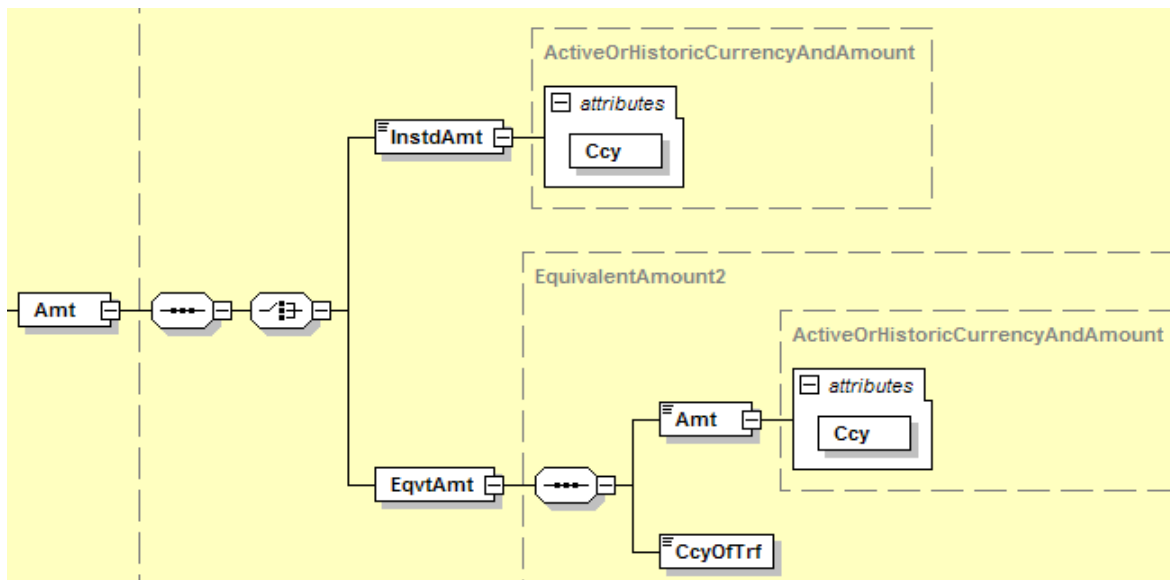 ActiveOrHistoricCurrencyAndAmount
attributes
InstdAmt
Ccy
EquivalentAmount2
Amt
ActiveOrHistoricCurrencyAndAmount
attributes
Amt
Ccy
EqvtAmt
CcyOfTrf